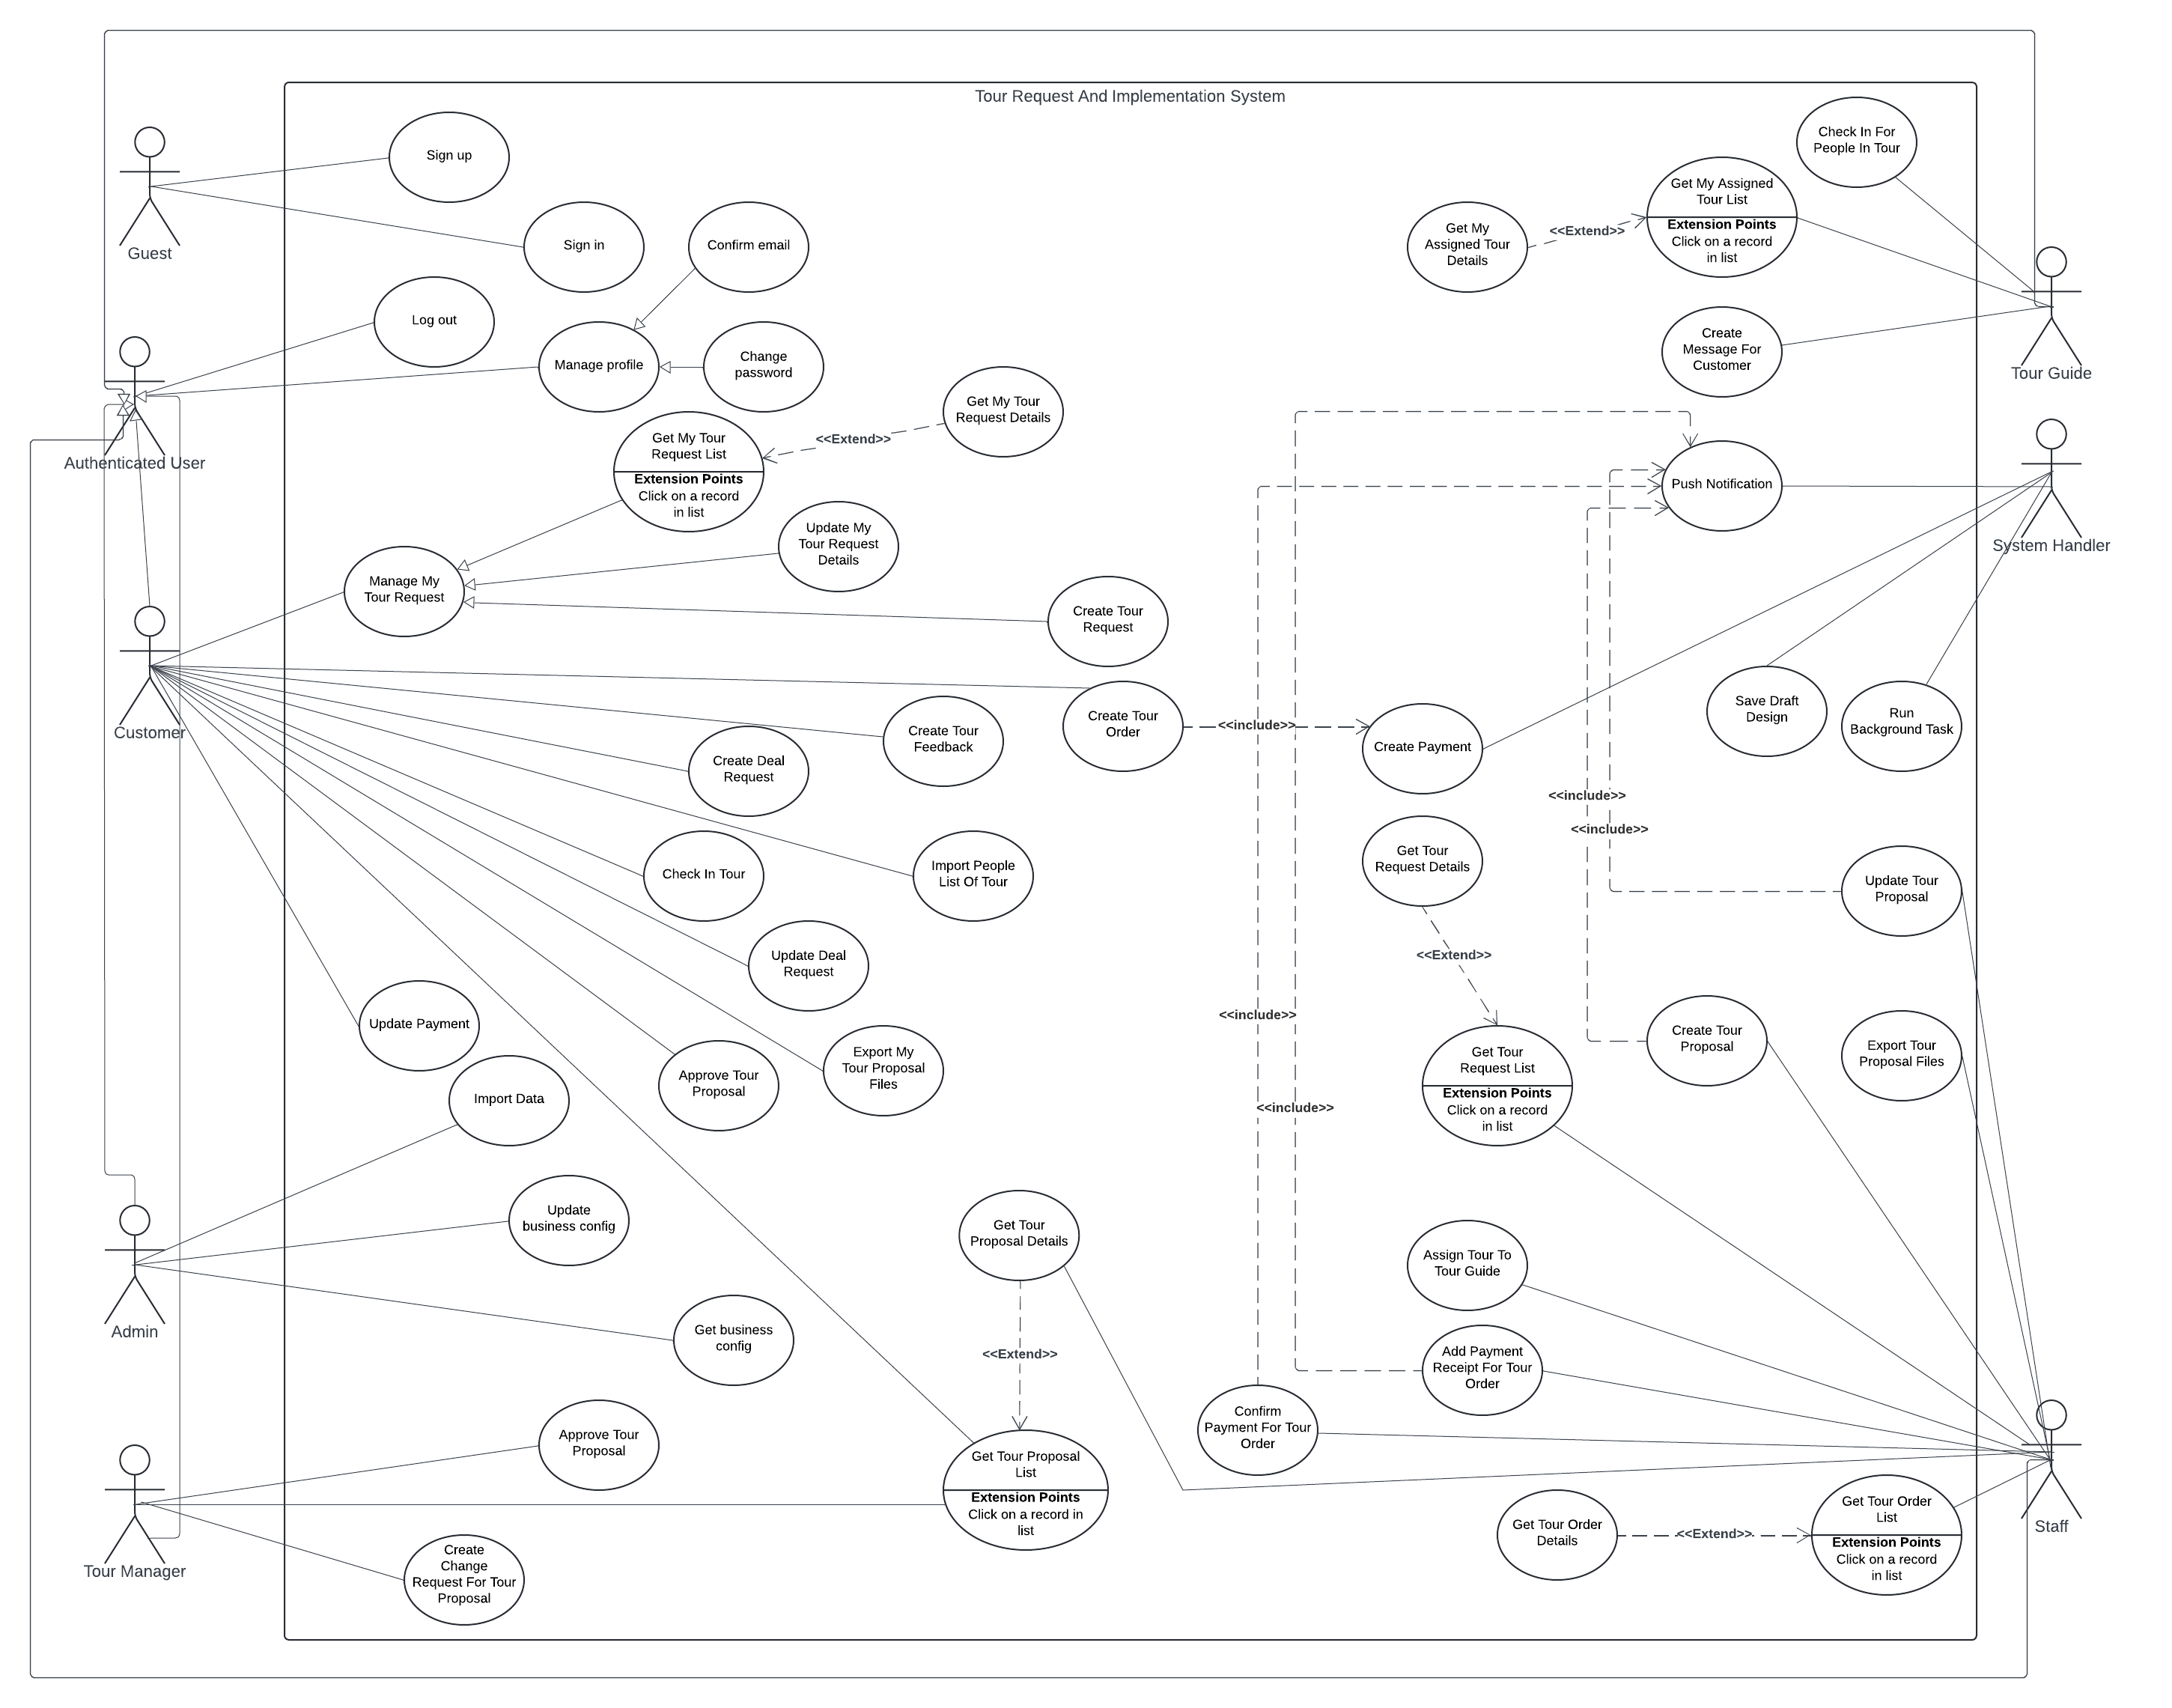 Tour Request And Implementation System
Guest
Authenticated User
Customer
Admin
Tour Manager
Tour Guide
System Handler
Staff
Sign up
Sign in
Confirm email
Log out
Manage profile
Change
password
Get My Tour
Request Details
<<Extend>>
Get My Tour
Request List
Extension Points
Click on a record
in list
Update My
Tour Request
Details
Manage My
Tour Request
Create Tour
Request
Create Tour
Order
<<include>>
Create Payment
Create Tour
Feedback
Create Deal
Request
Import People
List Of Tour
Check In Tour
Update Deal
Request
Update Payment
Export My
Tour Proposal
Files
Approve Tour
Proposal
Import Data
Update
business config
Get business
config
Approve Tour
Proposal
Create
Change
Request For Tour
Proposal
Get Tour
Proposal Details
<<Extend>>
Get Tour Proposal
List
Extension Points
Click on a record in
list
Check In For
People In Tour
Get My Assigned
Tour List
Extension Points
Click on a record
in list
<<Extend>>
Get My
Assigned Tour
Details
Create
Message For
Customer
Push Notification
Save Draft
Design
Run
Background Task
<<include>>
<<include>>
Get Tour
Request Details
<<Extend>>
Get Tour
Request List
Extension Points
Click on a record
in list
Update Tour
Proposal
Create Tour
Proposal
Export Tour
Proposal Files
<<include>>
<<include>>
Assign Tour To
Tour Guide
Add Payment
Receipt For Tour
Order
Confirm
Payment For Tour
Order
Get Tour Order
Details
<<Extend>>
Get Tour Order
List
Extension Points
Click on a record
in list